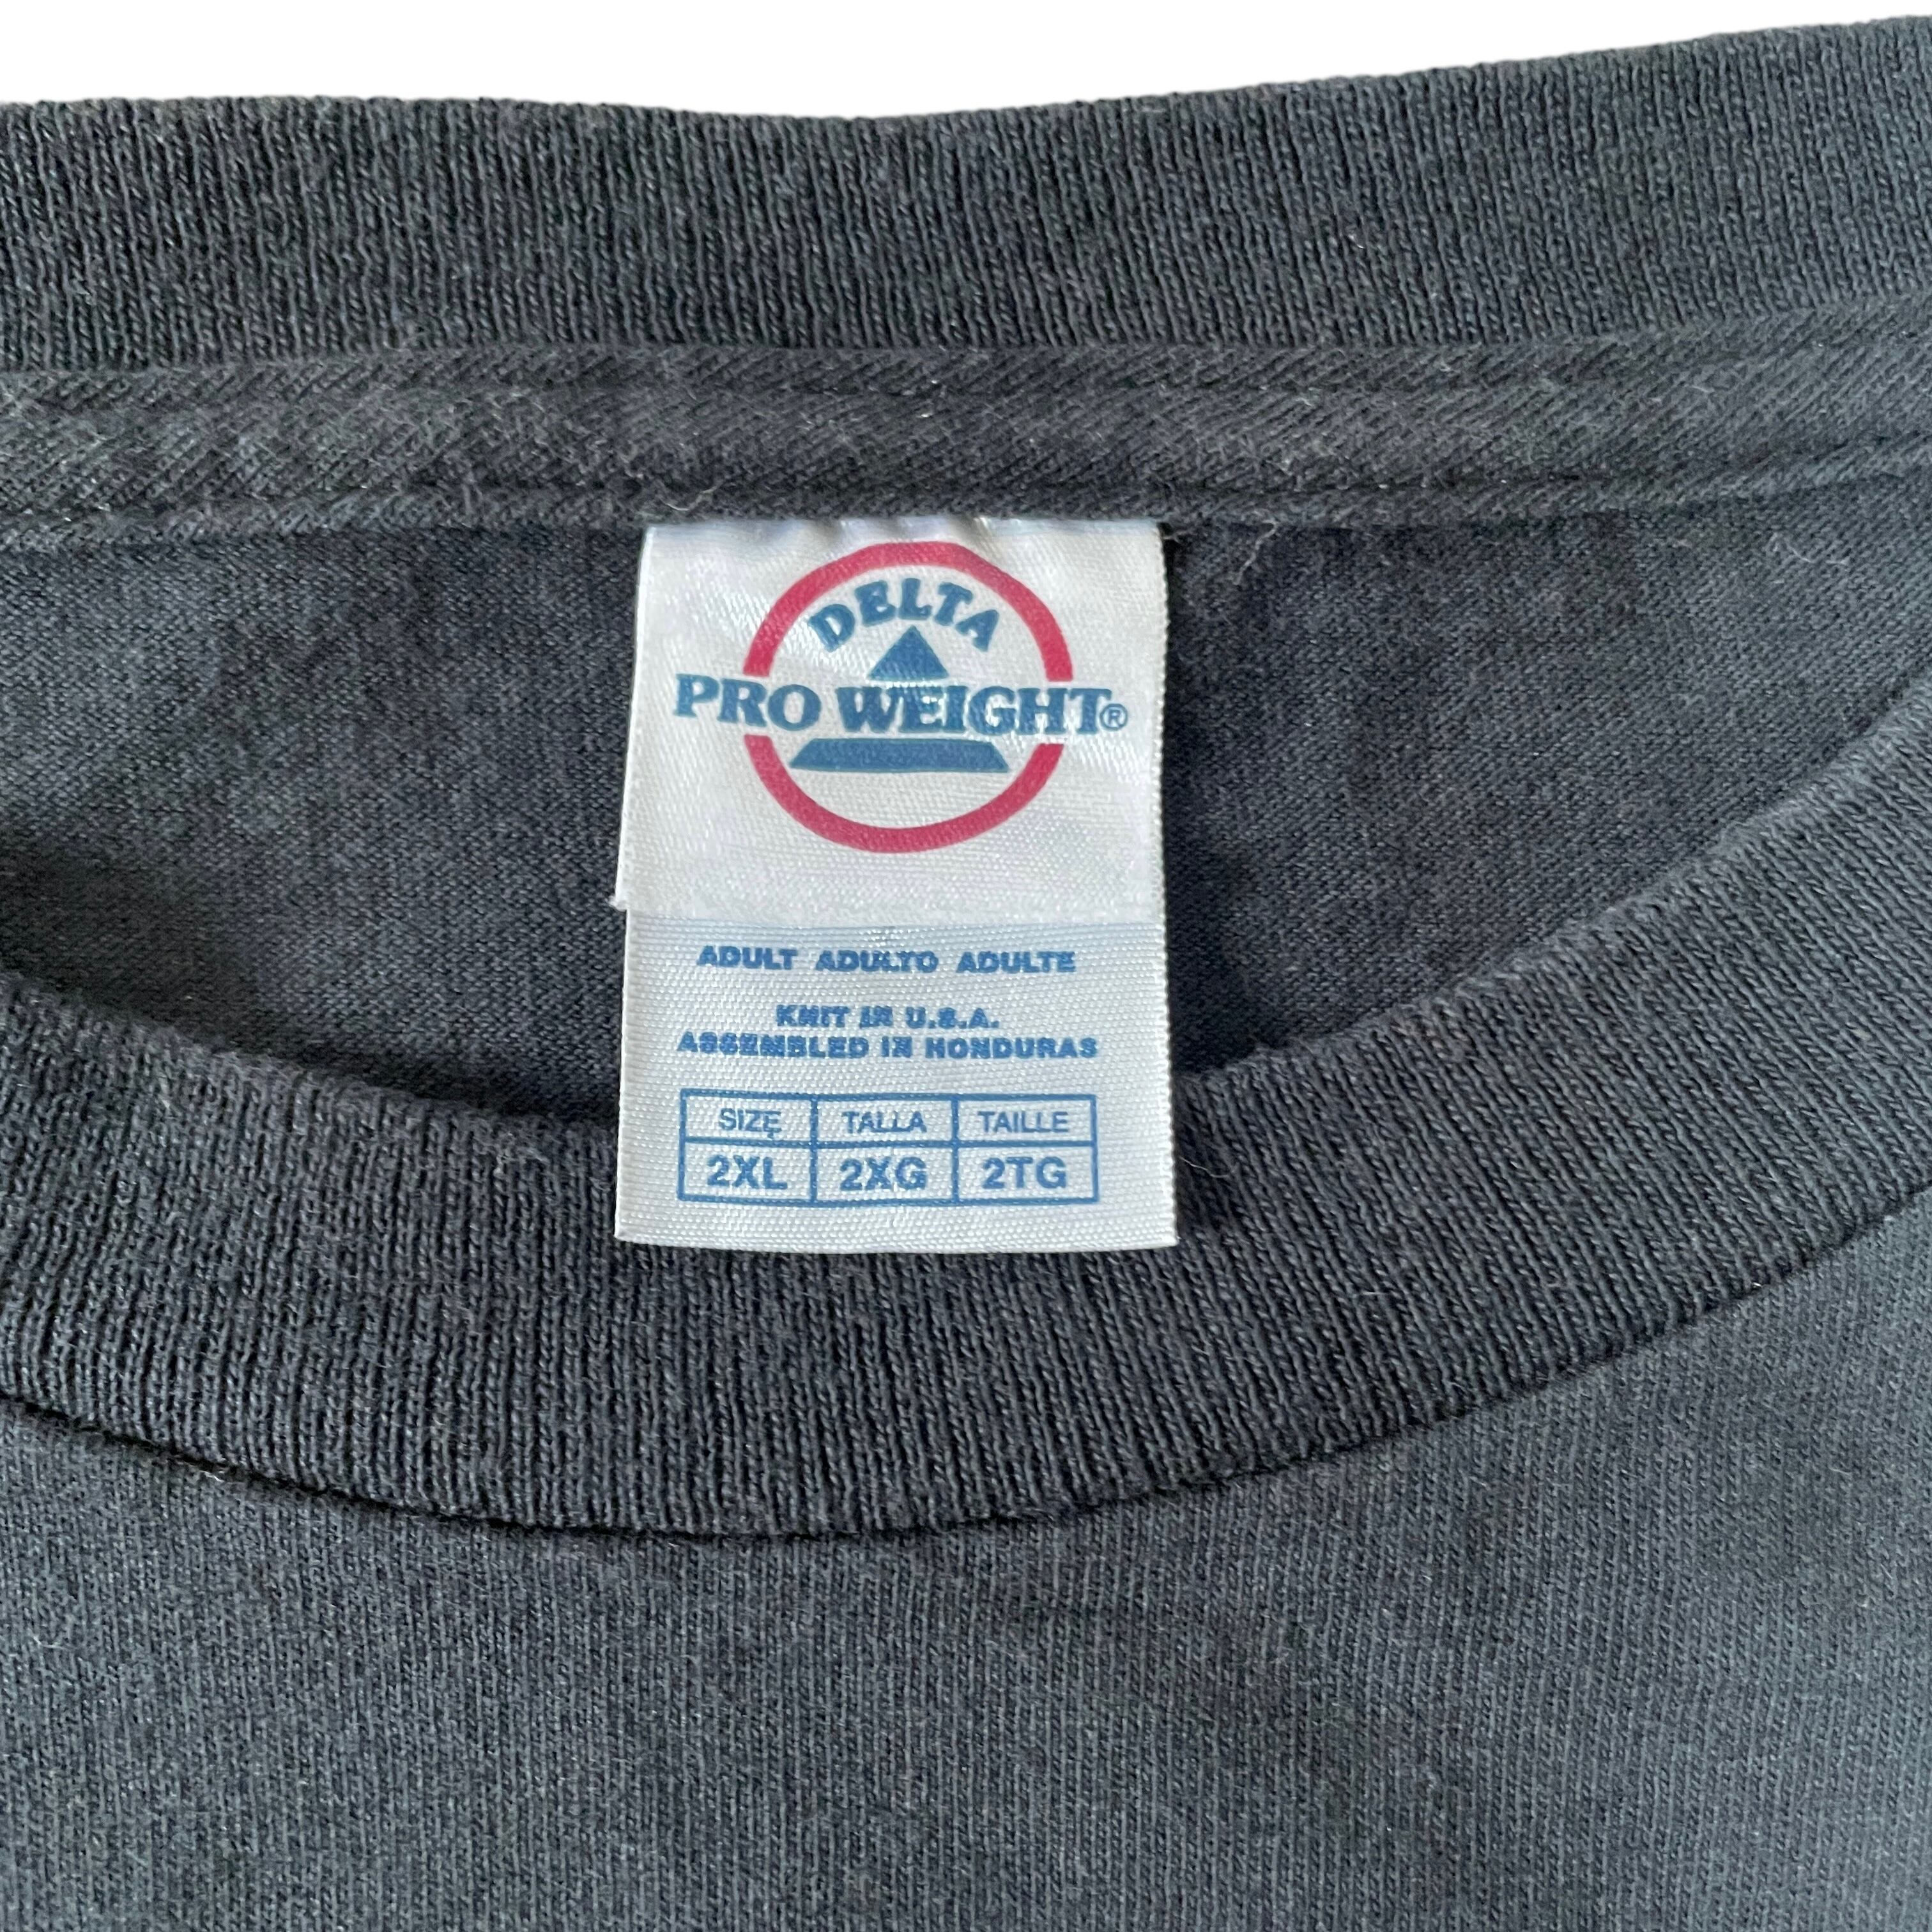 DELTA
PRO WEIGHT®
ADULT ADULTO ADULTE
KNIT IN U.S.A.
ASSEMBLED IN HONDURAS
SIZE TALLA TAILLE
2XL 2XG 2TG